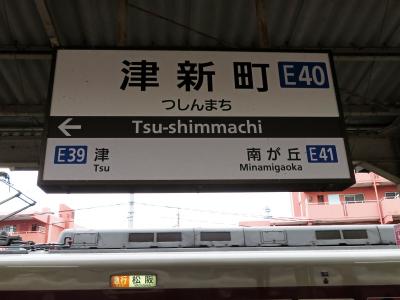 津新町 E40
つしんまち
← Tsu-shimmachi
E39 津 南が丘 E41
Tsu Minamigaoka
急行 松阪